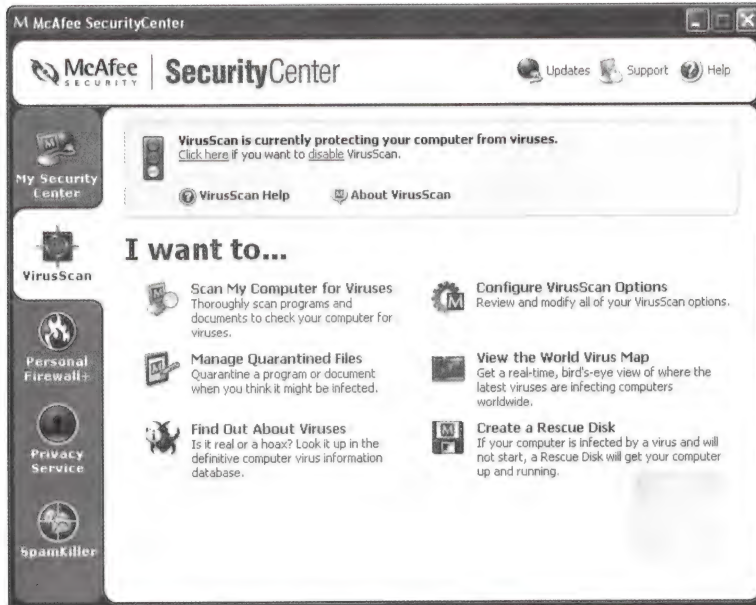 M McAfee SecurityCenter
McAfee SECURITY | SecurityCenter
Updates Support Help
VirusScan is currently protecting your computer from viruses.
Click here if you want to disable VirusScan.
VirusScan Help About VirusScan
My Security Center
VirusScan
Personal Firewall+
Privacy Service
SpamKiller
I want to...
Scan My Computer for Viruses
Thoroughly scan programs and
documents to check your computer for
viruses.
Configure VirusScan Options
Review and modify all of your VirusScan options.
Manage Quarantined Files
Quarantine a program or document
when you think it might be infected.
View the World Virus Map
Get a real-time, bird's-eye view of where the
latest viruses are infecting computers
worldwide.
Find Out About Viruses
Is it real or a hoax? Look it up in the
definitive computer virus information
database.
Create a Rescue Disk
If your computer is infected by a virus and will
not start, a Rescue Disk will get your computer
up and running.